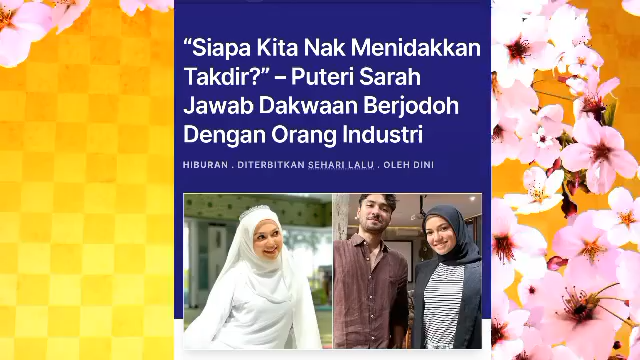 “Siapa Kita Nak Menidakkan
Takdir?” – Puteri Sarah
Jawab Dakwaan Berjodoh
Dengan Orang Industri
HIBURAN . DITERBITKAN SEHARI LALU . OLEH DINI